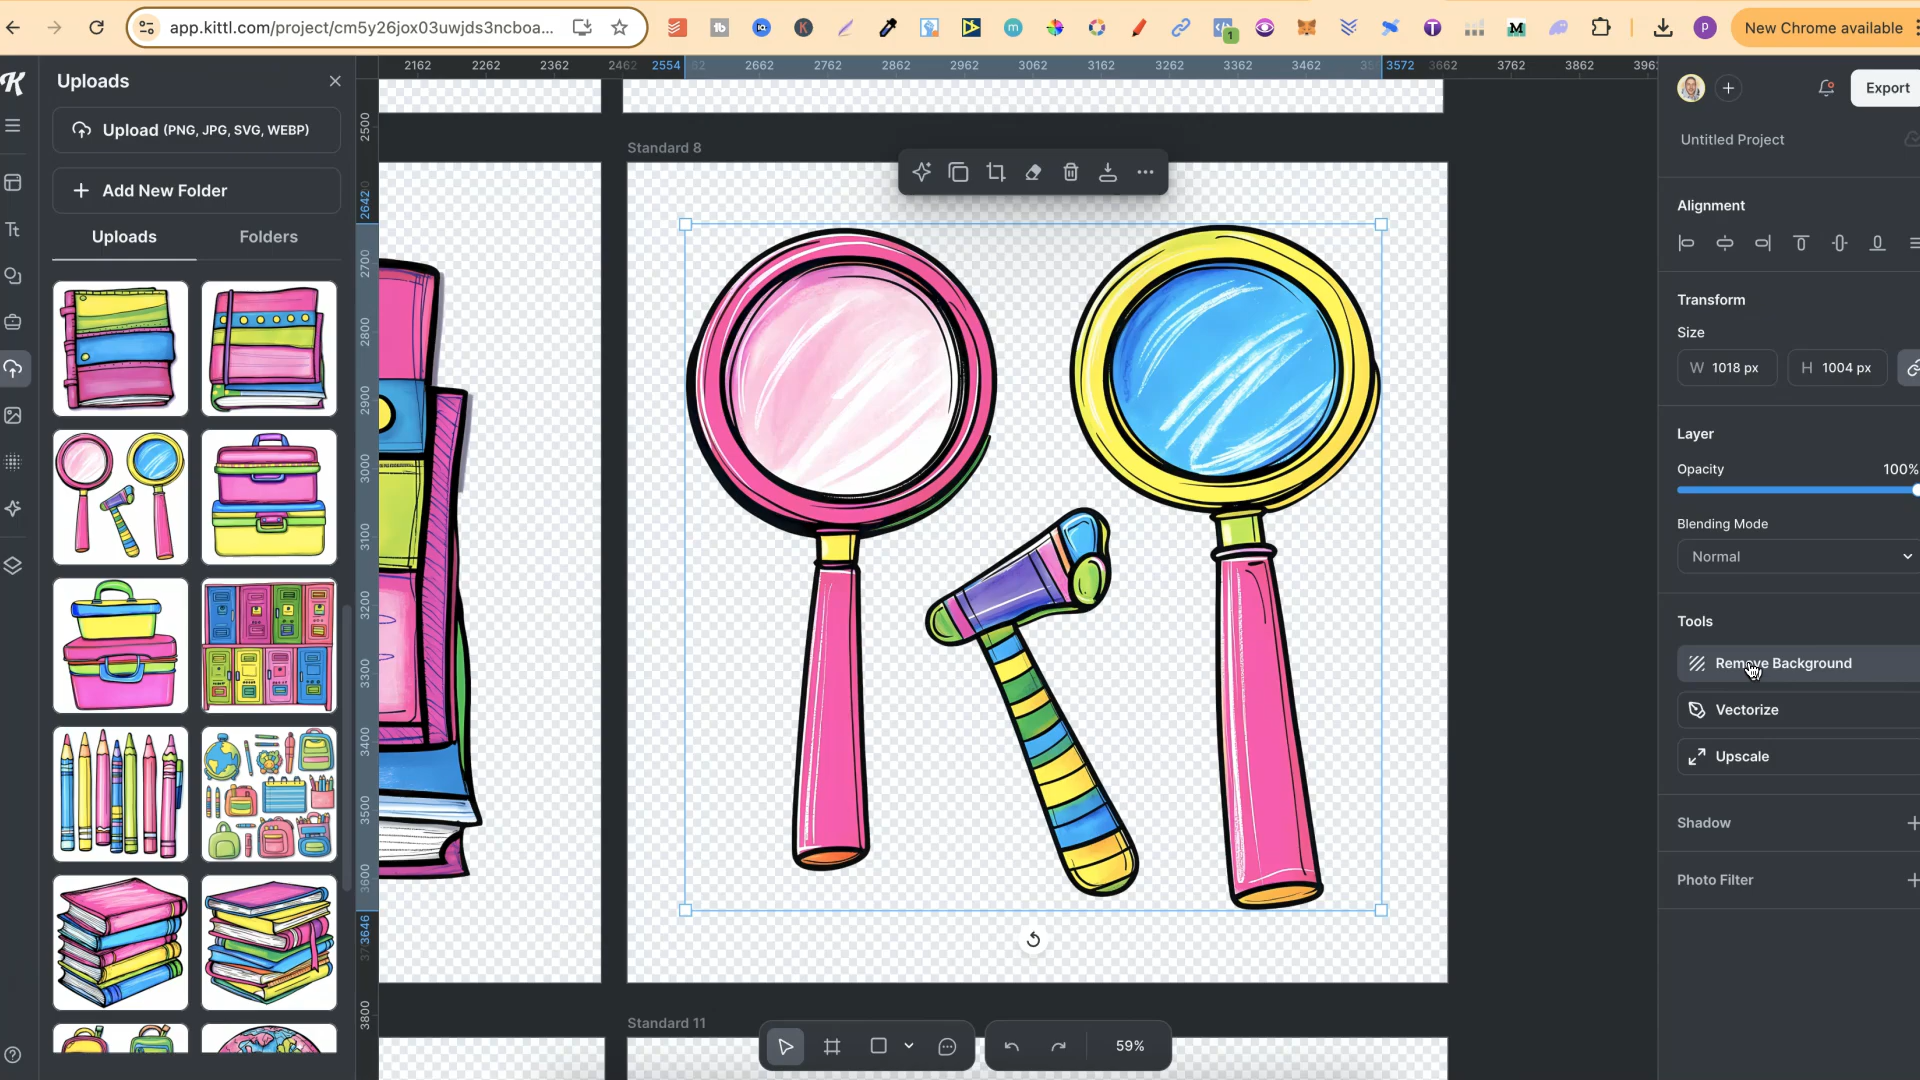 app.kittl.com/project/cm5y26jox03uwjds3ncboa...
1
P
New Chrome available
Uploads
Upload (PNG, JPG, SVG, WEBP)
Add New Folder
Uploads
Folders
2162 2262 2362 2462 2554 2662 2762 2862 2962 3062 3162 3262 3362 3462 3572 3662 3762 3862 3962
2500
2642
2700
2800
2900
3000
3100
3200
3300
3400
3500
3600
3646
3800
Standard 8
Standard 11
59%
Export
Untitled Project
Alignment
Transform
Size
W 1018 px
H 1004 px
Layer
Opacity
100%
Blending Mode
Normal
Tools
Remove Background
Vectorize
Upscale
Shadow
Photo Filter